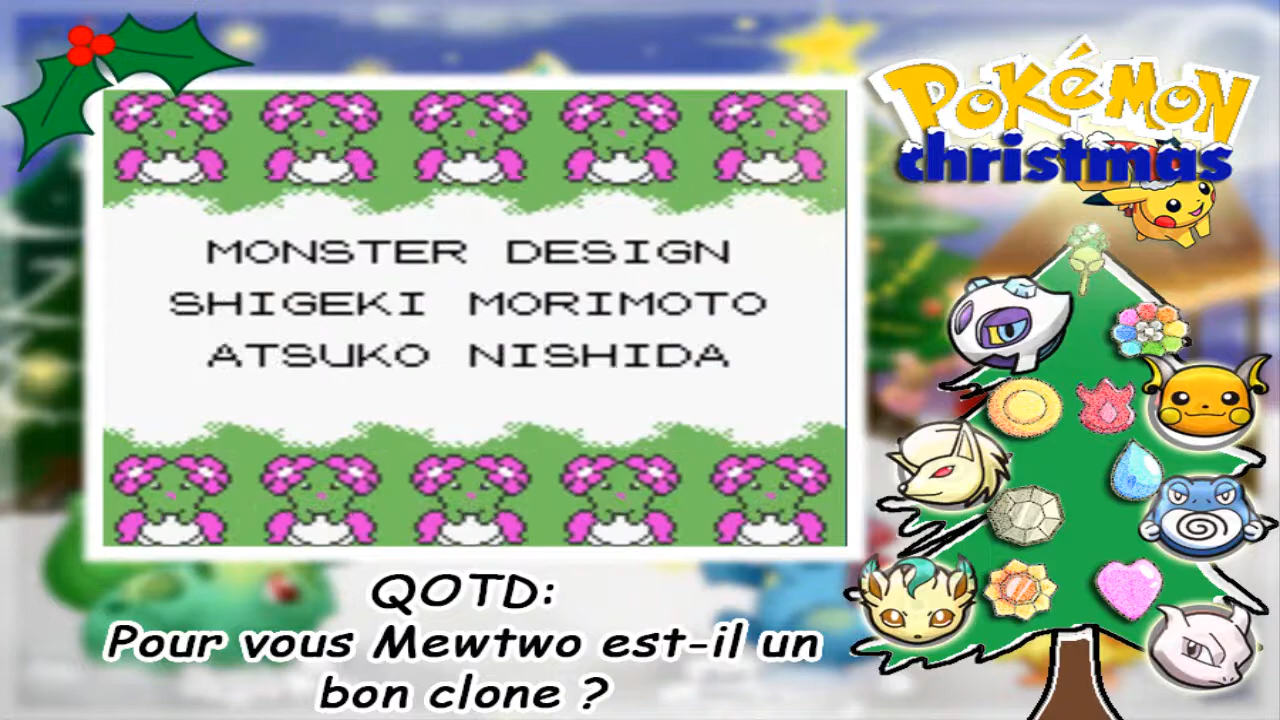 POKéMON
christmas
MONSTER DESIGN
SHIGEKI MORIMOTO
ATSUKO NISHIDA
QOTD:
Pour vous Mewtwo est-il un
bon clone ?